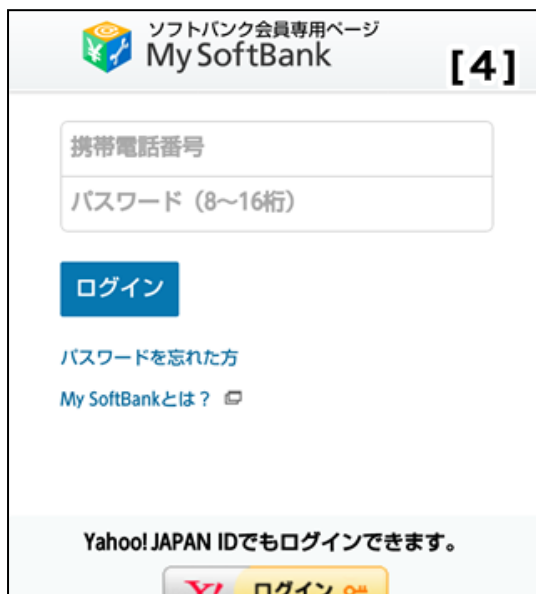 ソフトバンク会員専用ページ
My SoftBank
[4]
携帯電話番号
パスワード（8～16桁）
ログイン
パスワードを忘れた方
My SoftBankとは？
Yahoo! JAPAN IDでもログインできます。
Y! ログイン